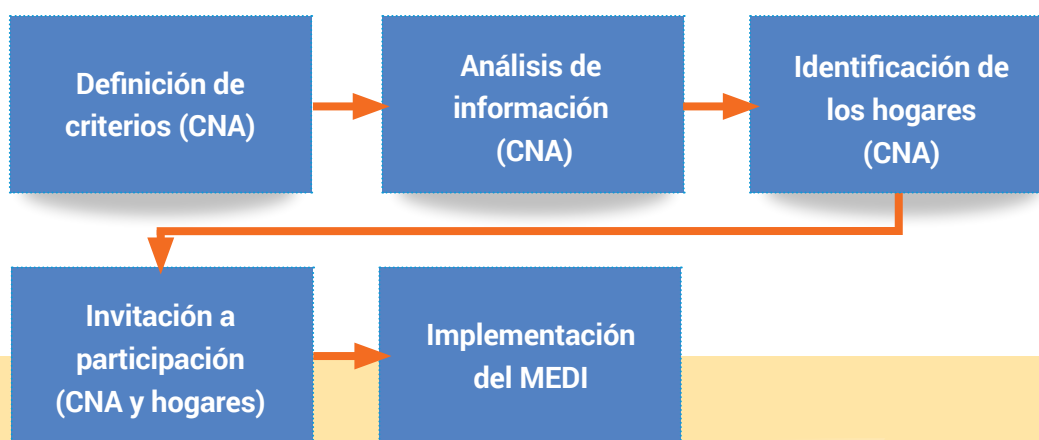 Definición de
criterios (CNA)
Análisis de
información
(CNA)
Identificación de
los hogares
(CNA)
Invitación a
participación
(CNA y hogares)
Implementación
del MEDI